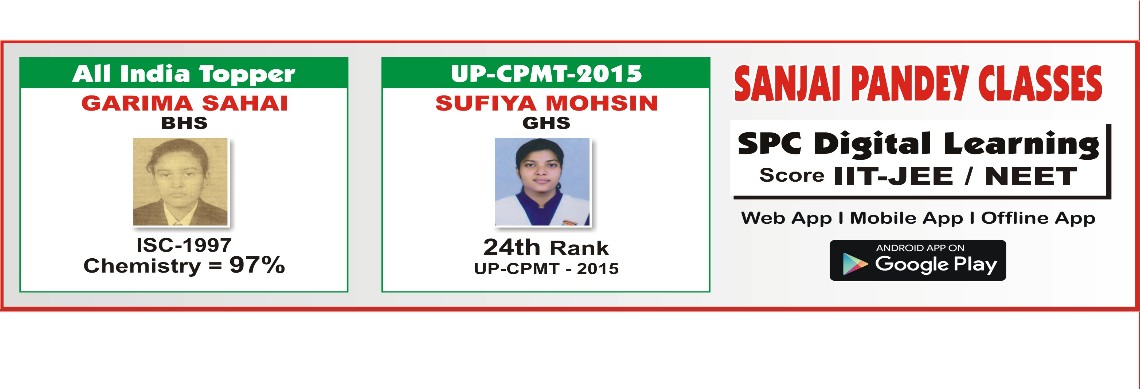 All India Topper
GARIMA SAHAI
BHS
ISC-1997
Chemistry = 97%
UP-CPMT-2015
SUFIYA MOHSIN
GHS
24th Rank
UP-CPMT - 2015
SANJAI PANDEY CLASSES
SPC Digital Learning
Score IIT-JEE / NEET
Web App I Mobile App I Offline App
ANDROID APP ON
Google Play